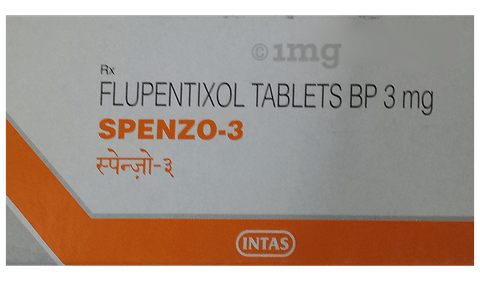 ©1mg
Rx
FLUPENTIXOL TABLETS BP 3 mg
SPENZO-3
स्पेन्ज़ो-३
INTAS